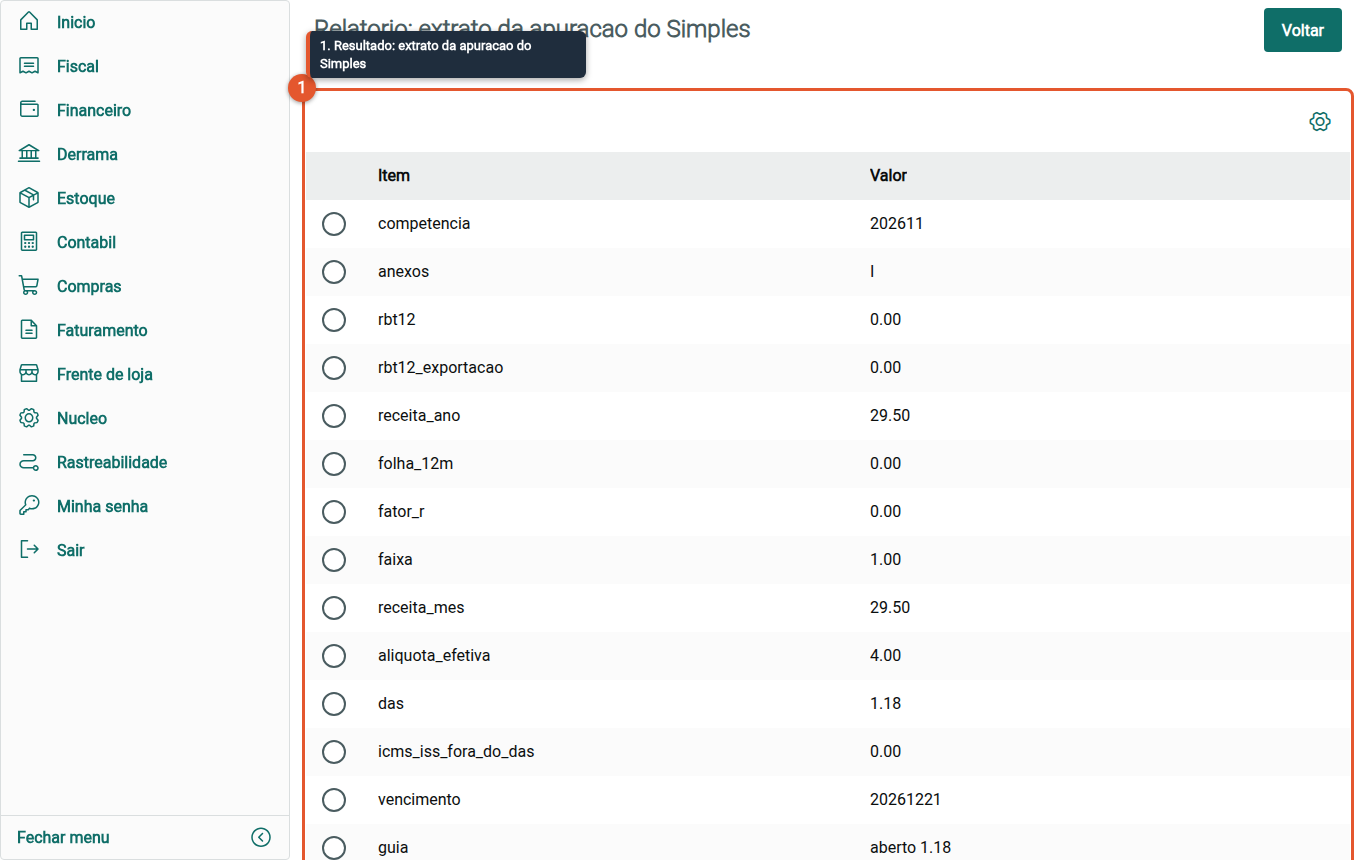 Inicio
Fiscal
Financeiro
Derrama
Estoque
Contabil
Compras
Faturamento
Frente de loja
Nucleo
Rastreabilidade
Minha senha
Sair
Fechar menu
Relatorio: extrato da apuracao do Simples
Voltar
1. Resultado: extrato da apuracao do
Simples
1
Item Valor
competencia 202611
anexos I
rbt12 0.00
rbt12_exportacao 0.00
receita_ano 29.50
folha_12m 0.00
fator_r 0.00
faixa 1.00
receita_mes 29.50
aliquota_efetiva 4.00
das 1.18
icms_iss_fora_do_das 0.00
vencimento 20261221
guia aberto 1.18